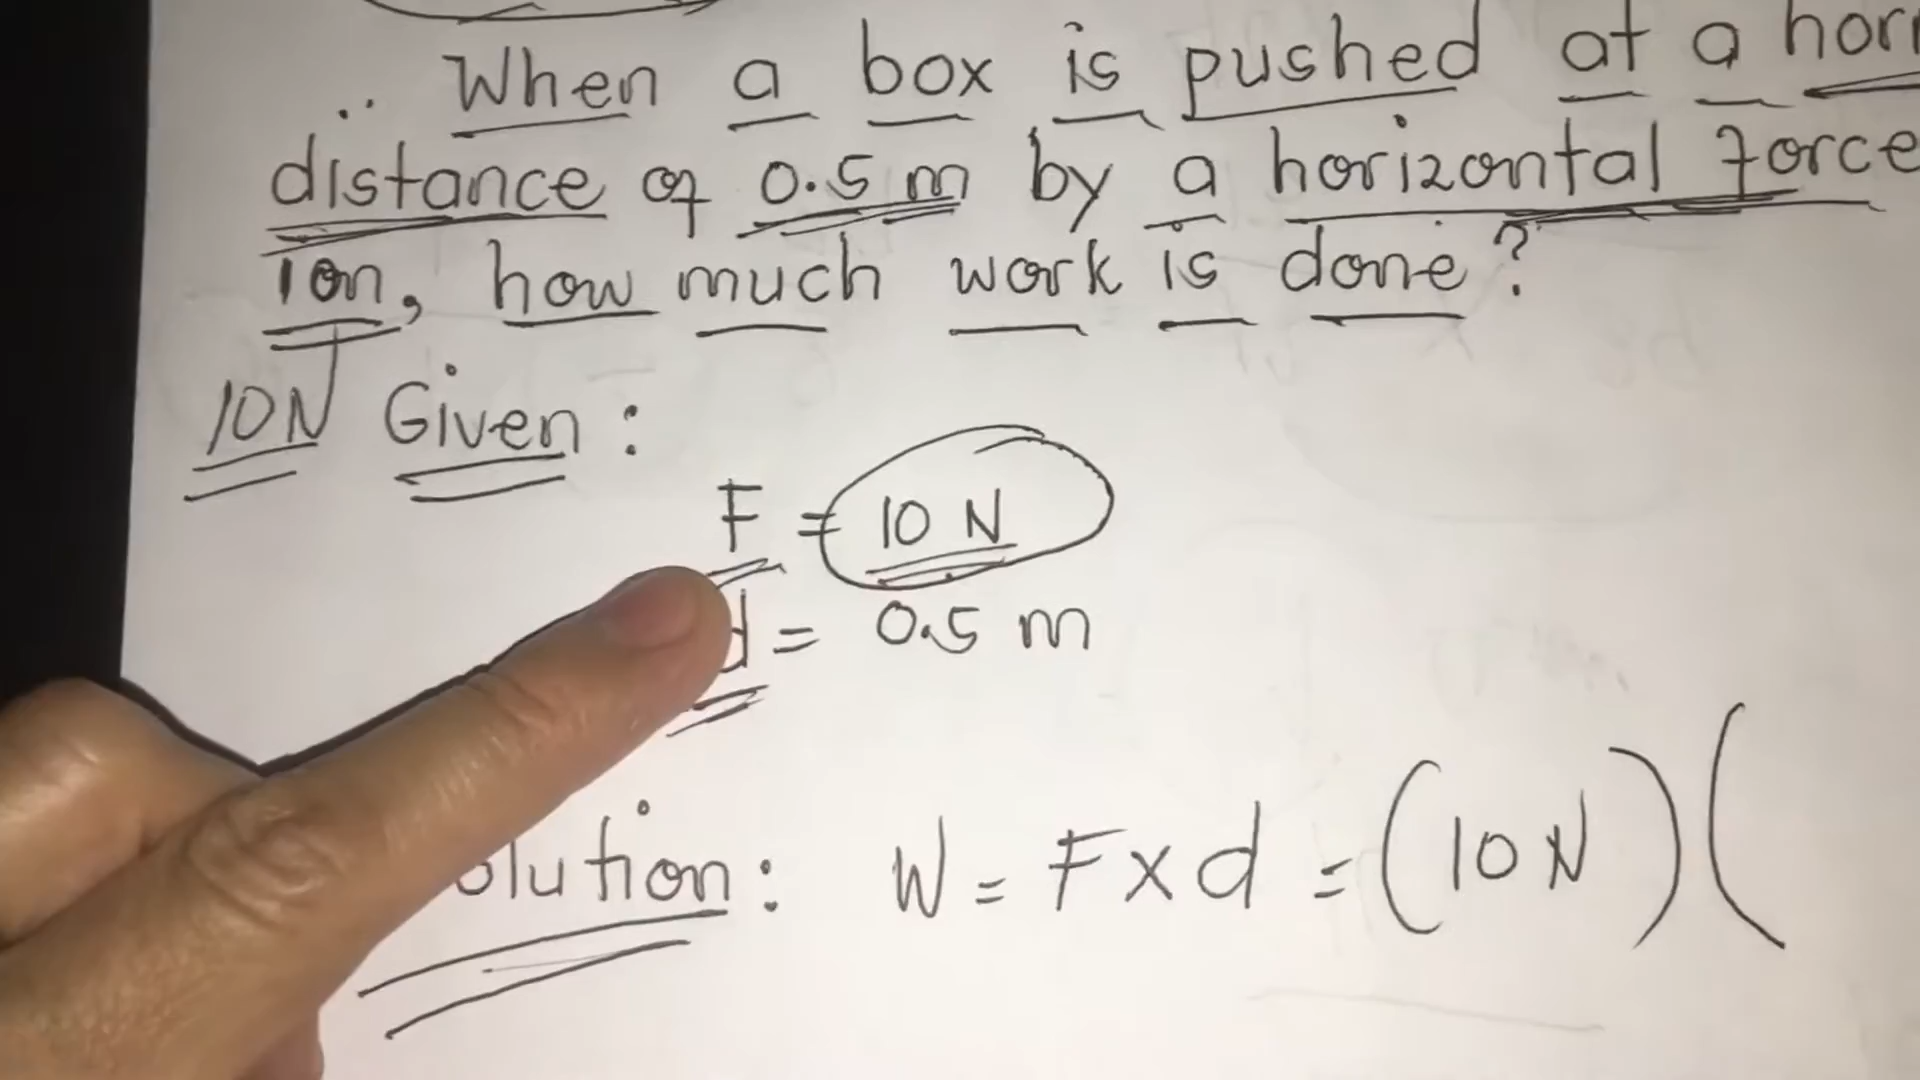 When a box is pushed at a
distance of 0.5 m by a horizontal force
10n, how much work is done?
10N Given:
F = 10 N
d = 0.5 m
olution: W = F x d = (10 N) (